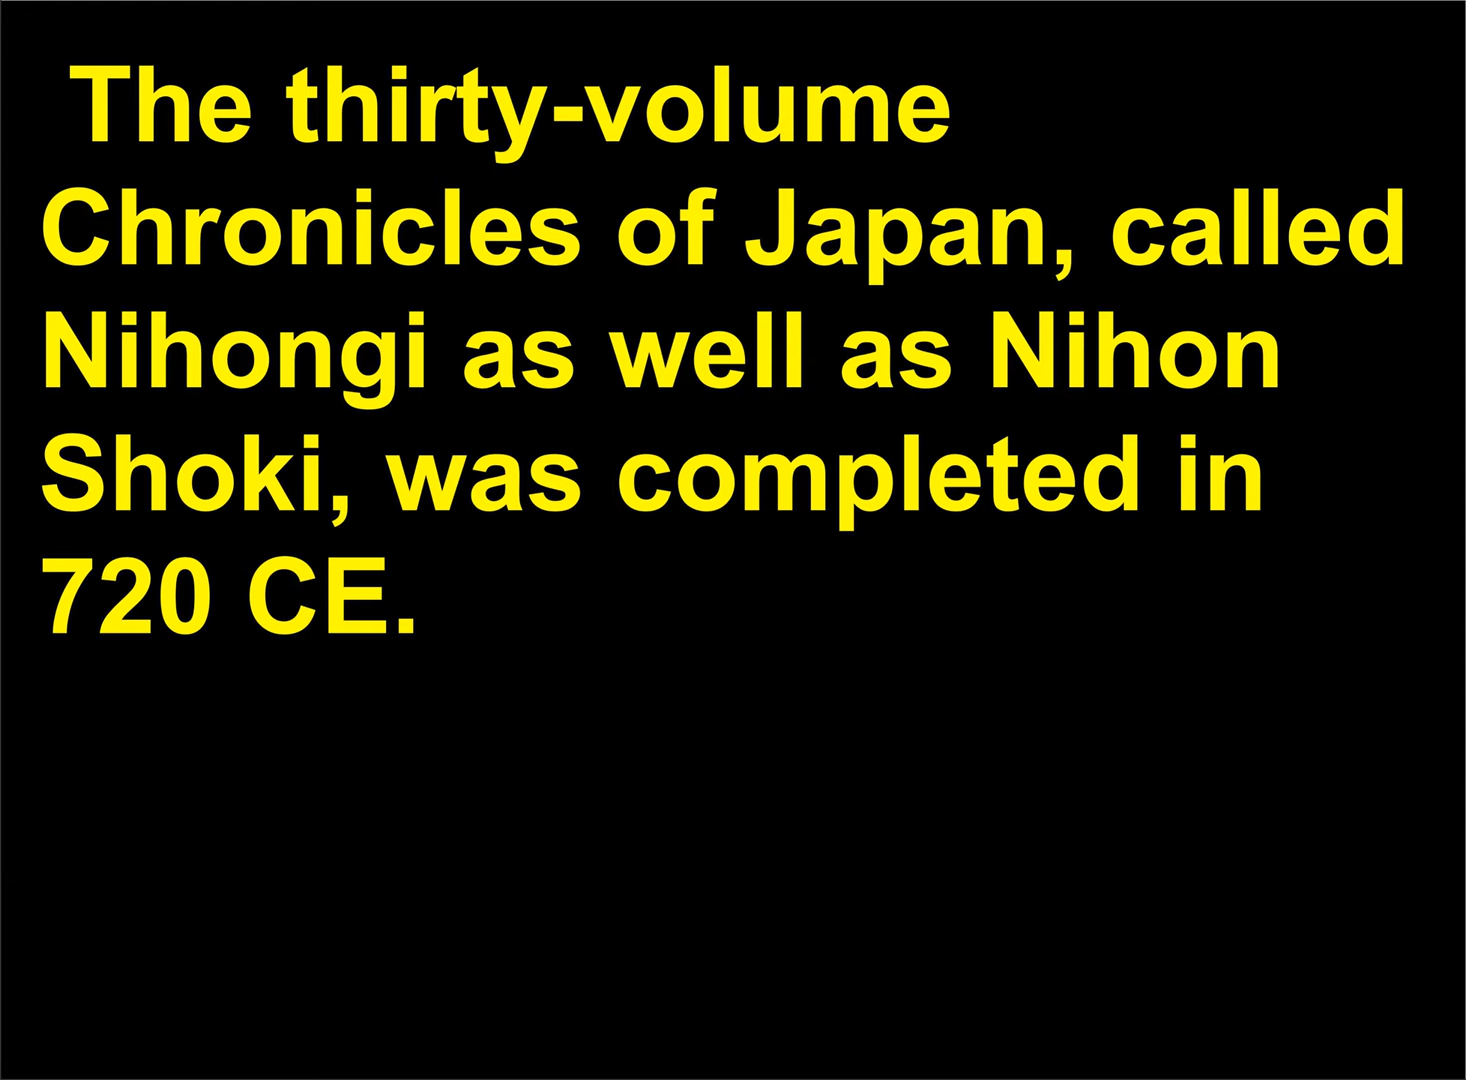 The thirty-volume
Chronicles of Japan, called
Nihongi as well as Nihon
Shoki, was completed in
720 CE.